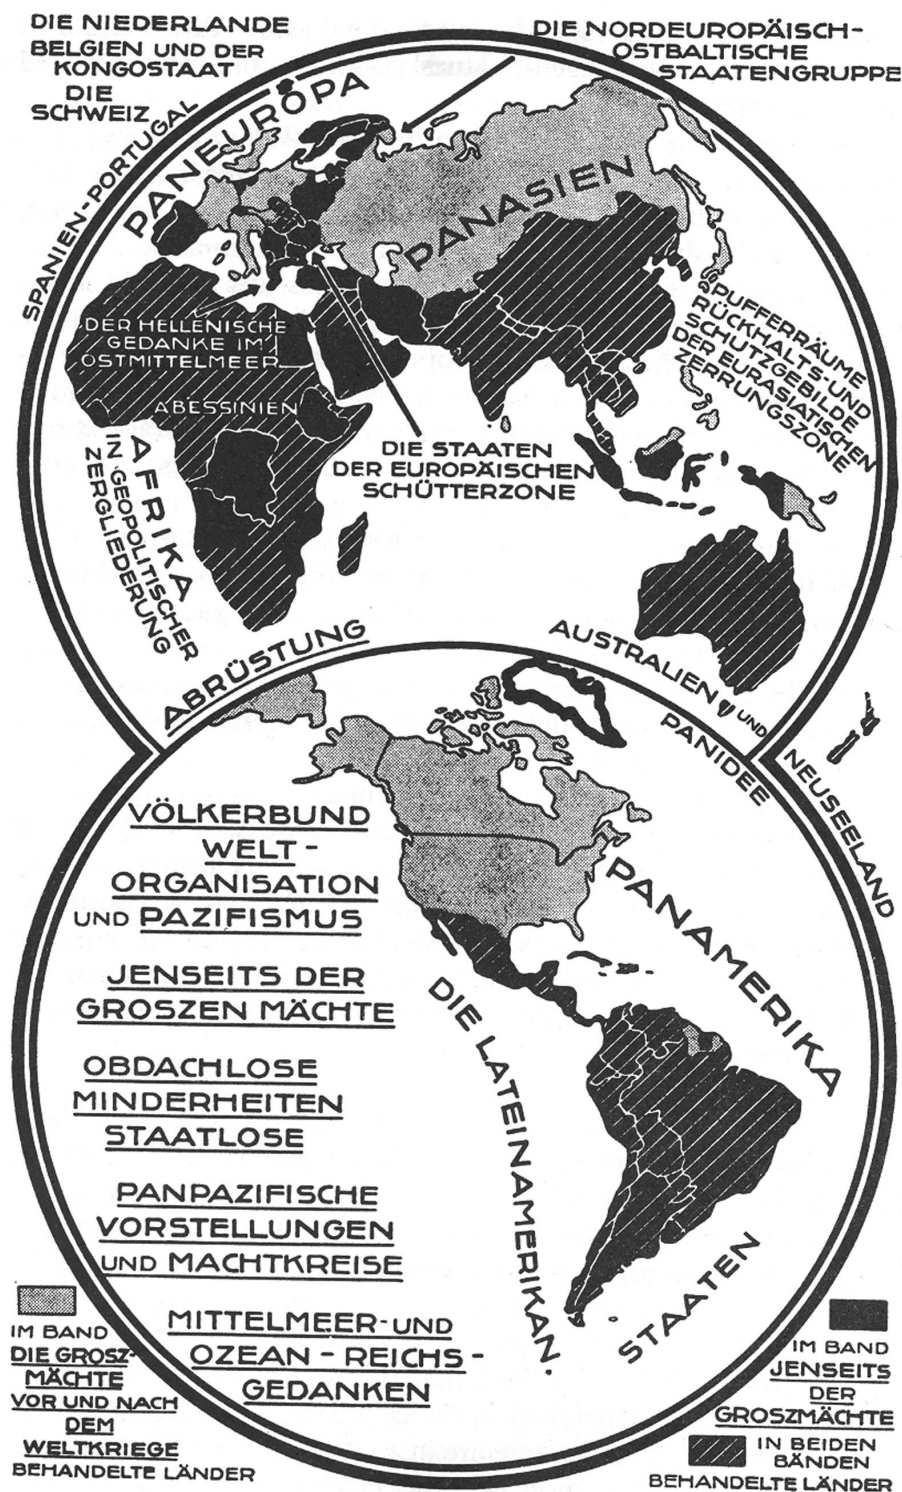 DIE NIEDERLANDE
BELGIEN UND DER
KONGOSTAAT
DIE
SCHWEIZ
DIE NORDEUROPÄISCH-
OSTBALTISCHE
STAATENGRUPPE
SPANIEN-PORTUGAL
PANEUROPA
PANASIEN
DER HELLENISCHE
GEDANKE IM
OSTMITTELMEER
ABESSINIEN
PUFFERRÄUME
RÜCKHALTS-UND
SCHUTZGEBILDE
DER EURASIATISCHEN
ZERRUNGSZONE
DIE STAATEN
DER EUROPÄISCHEN
SCHÜTTERZONE
AFRIKA
IN GEOPOLITISCHER
ZERGLIEDERUNG
ABRÜSTUNG
AUSTRALIEN UND
NEUSEELAND
PANIDEE
VÖLKERBUND
WELT-
ORGANISATION
UND PAZIFISMUS
JENSEITS DER
GROSZEN MÄCHTE
OBDACHLOSE
MINDERHEITEN
STAATLOSE
PANPAZIFISCHE
VORSTELLUNGEN
UND MACHTKREISE
MITTELMEER-UND
OZEAN-REICHS-
GEDANKEN
PANAMERIKA
DIE LATEINAMERIKAN.
STAATEN
IM BAND
DIE GROSZ-
MÄCHTE
VOR UND NACH
DEM
WELTKRIEGE
BEHANDELTE LÄNDER
IM BAND
JENSEITS
DER
GROSZMÄCHTE
IN BEIDEN
BÄNDEN
BEHANDELTE LÄNDER